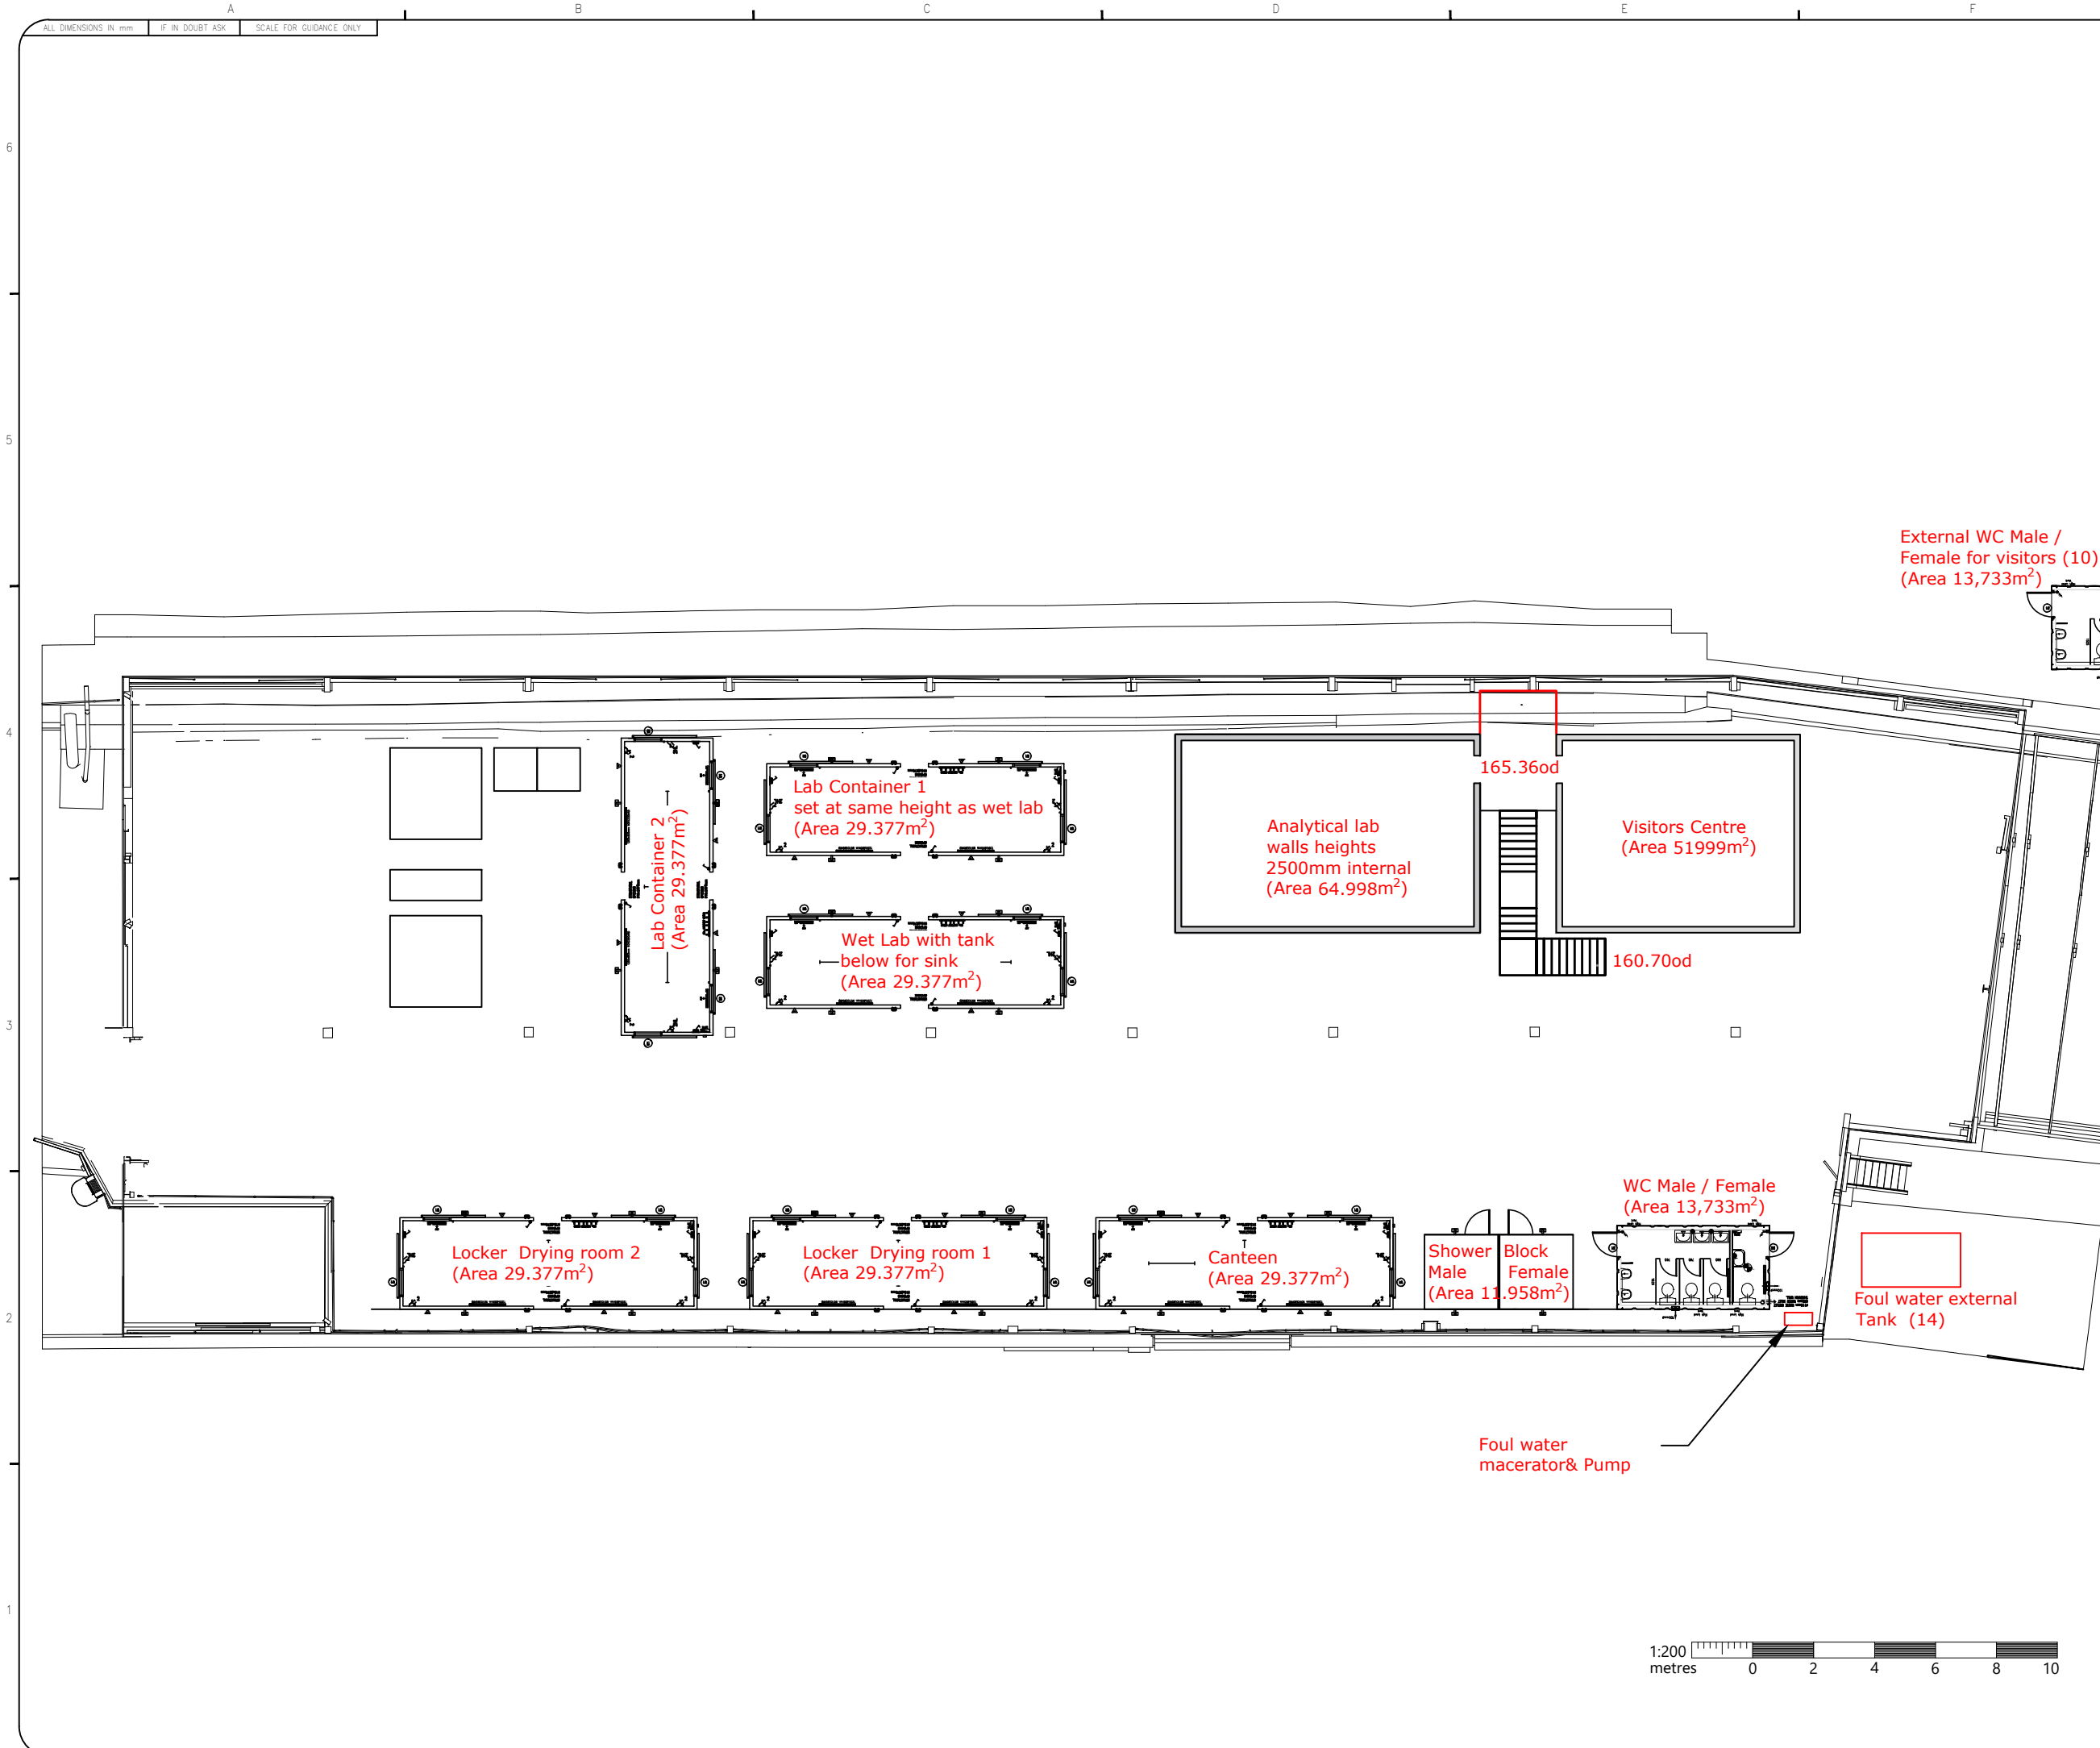 A B C D E F
ALL DIMENSIONS IN mm IF IN DOUBT ASK SCALE FOR GUIDANCE ONLY
6
5
4
3
2
1
External WC Male /
Female for visitors (10)
(Area 13,733m²)
Lab Container 2
(Area 29.377m²)
Lab Container 1
set at same height as wet lab
(Area 29.377m²)
Wet Lab with tank
below for sink
(Area 29.377m²)
Analytical lab
walls heights
2500mm internal
(Area 64.998m²)
165.36od
Visitors Centre
(Area 51999m²)
160.70od
Locker Drying room 2
(Area 29.377m²)
Locker Drying room 1
(Area 29.377m²)
Canteen
(Area 29.377m²)
Shower Block
Male Female
(Area 11.958m²)
WC Male / Female
(Area 13,733m²)
Foul water external
Tank (14)
Foul water
macerator& Pump
1:200
metres 0 2 4 6 8 10